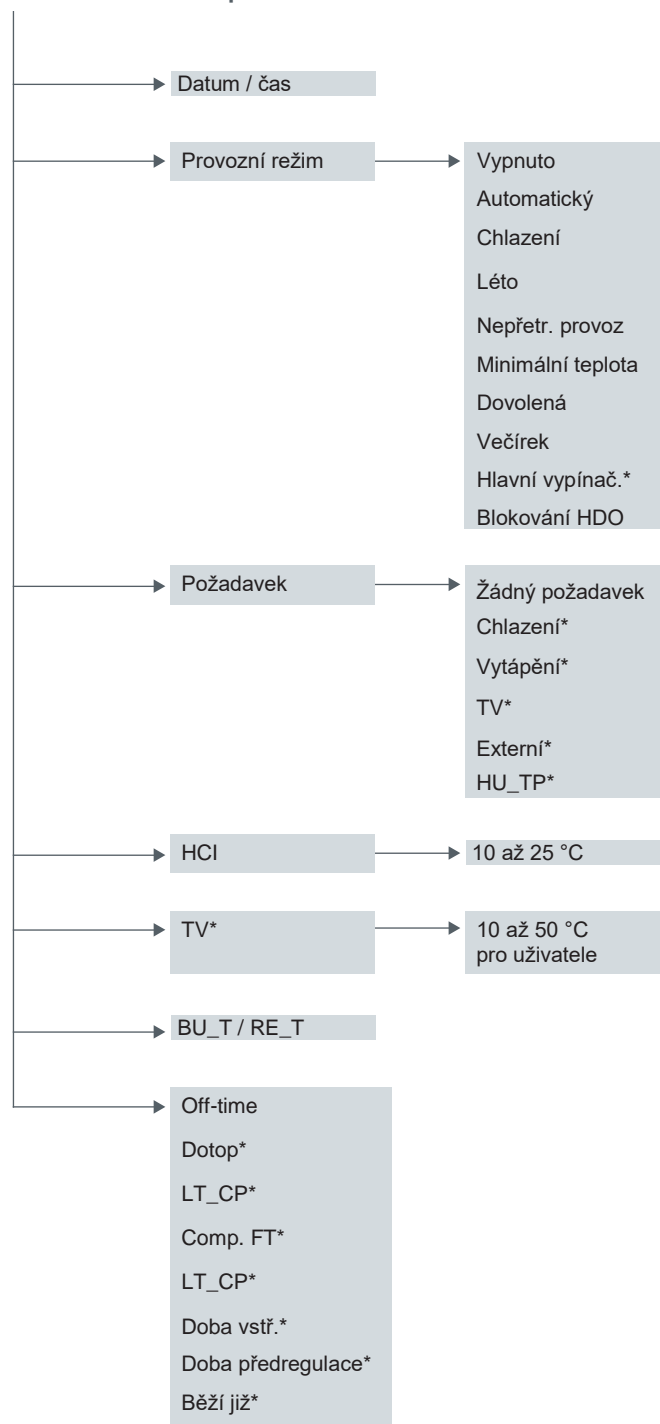 Datum / čas
Provozní režim
Vypnuto
Automatický
Chlazení
Léto
Nepřetr. provoz
Minimální teplota
Dovolená
Večírek
Hlavní vypínač.*
Blokování HDO
Požadavek
Žádný požadavek
Chlazení*
Vytápění*
TV*
Externí*
HU_TP*
HCI
10 až 25 °C
TV*
10 až 50 °C
pro uživatele
BU_T / RE_T
Off-time
Dotop*
LT_CP*
Comp. FT*
LT_CP*
Doba vstř.*
Doba předregulace*
Běží již*